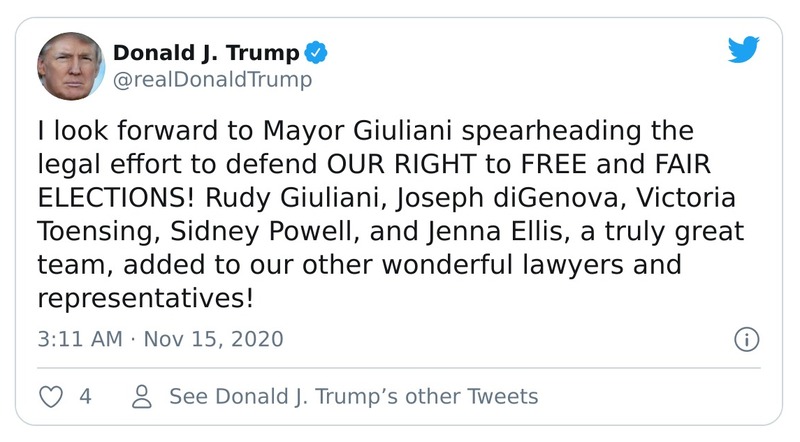 Donald J. Trump
@realDonaldTrump
I look forward to Mayor Giuliani spearheading the
legal effort to defend OUR RIGHT to FREE and FAIR
ELECTIONS! Rudy Giuliani, Joseph diGenova, Victoria
Toensing, Sidney Powell, and Jenna Ellis, a truly great
team, added to our other wonderful lawyers and
representatives!
3:11 AM · Nov 15, 2020
4 See Donald J. Trump’s other Tweets